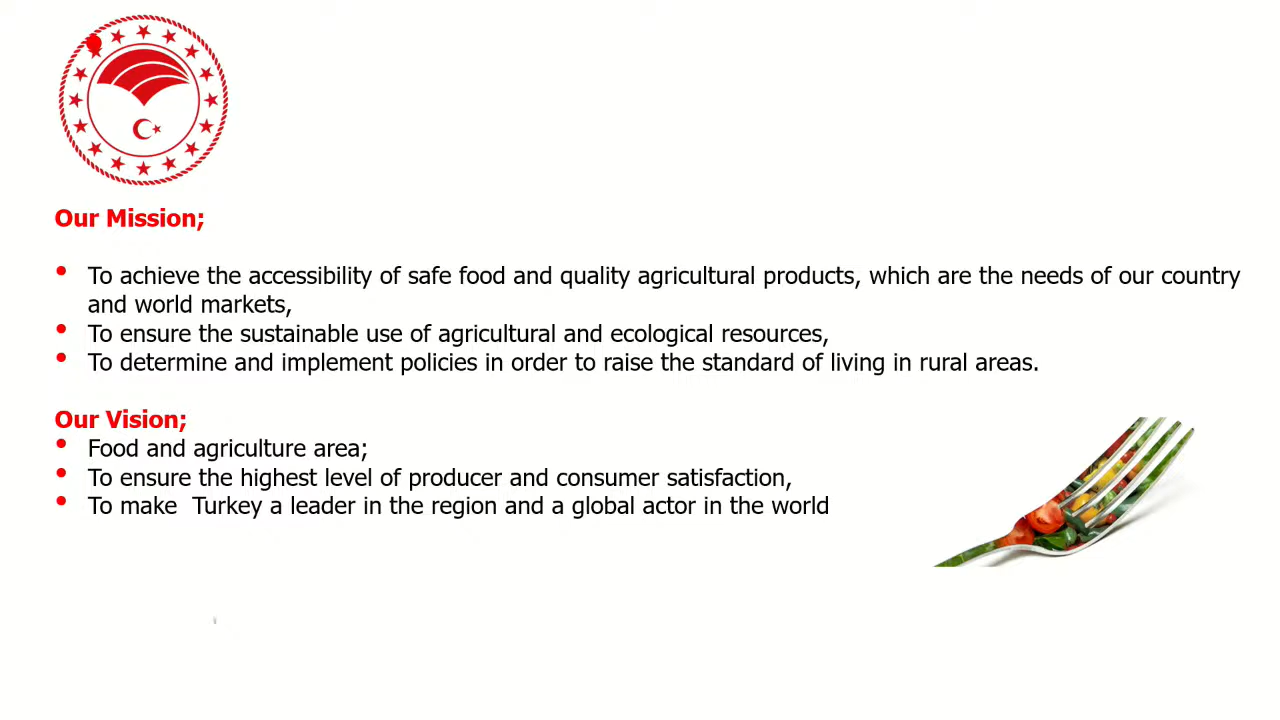 Our Mission;
• To achieve the accessibility of safe food and quality agricultural products, which are the needs of our country
and world markets,
• To ensure the sustainable use of agricultural and ecological resources,
• To determine and implement policies in order to raise the standard of living in rural areas.
Our Vision;
• Food and agriculture area;
• To ensure the highest level of producer and consumer satisfaction,
• To make  Turkey a leader in the region and a global actor in the world